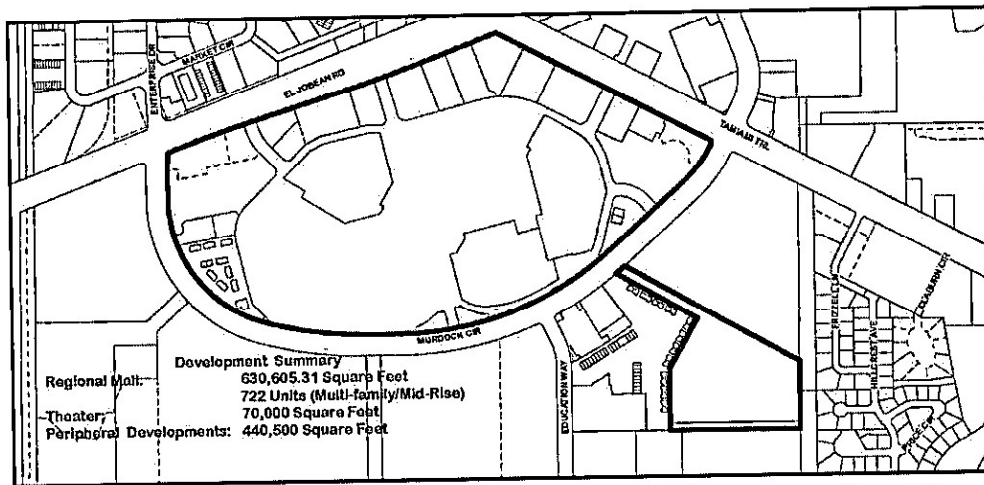 ENTERPRISE DR
MARKET CIR
EL JOBEAN RD
TAMIAMI TRL
MURDOCK CIR
EDUCATION WAY
FRIZZELL LN
HILLCREST AVE
COLABURN CIR
Development Summary
Regional Mall: 630,605.31 Square Feet
722 Units (Multi-family/Mid-Rise)
Theater: 70,000 Square Feet
Peripheral Developments: 440,500 Square Feet